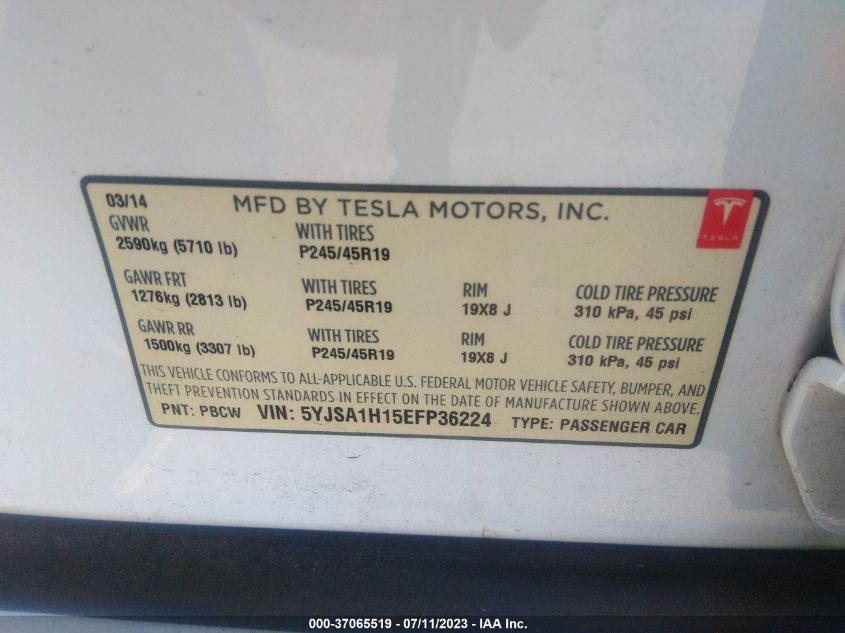 03/14
MFD BY TESLA MOTORS, INC.
TESLA
GVWR
2590kg (5710 lb)
WITH TIRES
P245/45R19
GAWR FRT
1276kg (2813 lb)
WITH TIRES
P245/45R19
RIM
19X8 J
COLD TIRE PRESSURE
310 kPa, 45 psi
GAWR RR
1500kg (3307 lb)
WITH TIRES
P245/45R19
RIM
19X8 J
COLD TIRE PRESSURE
310 kPa, 45 psi
THIS VEHICLE CONFORMS TO ALL-APPLICABLE U.S. FEDERAL MOTOR VEHICLE SAFETY, BUMPER, AND
THEFT PREVENTION STANDARDS IN EFFECT ON THE DATE OF MANUFACTURE SHOWN ABOVE.
PNT: PBCW VIN: 5YJSA1H15EFP36224 TYPE: PASSENGER CAR
000-37065519 - 07/11/2023 - IAA Inc.